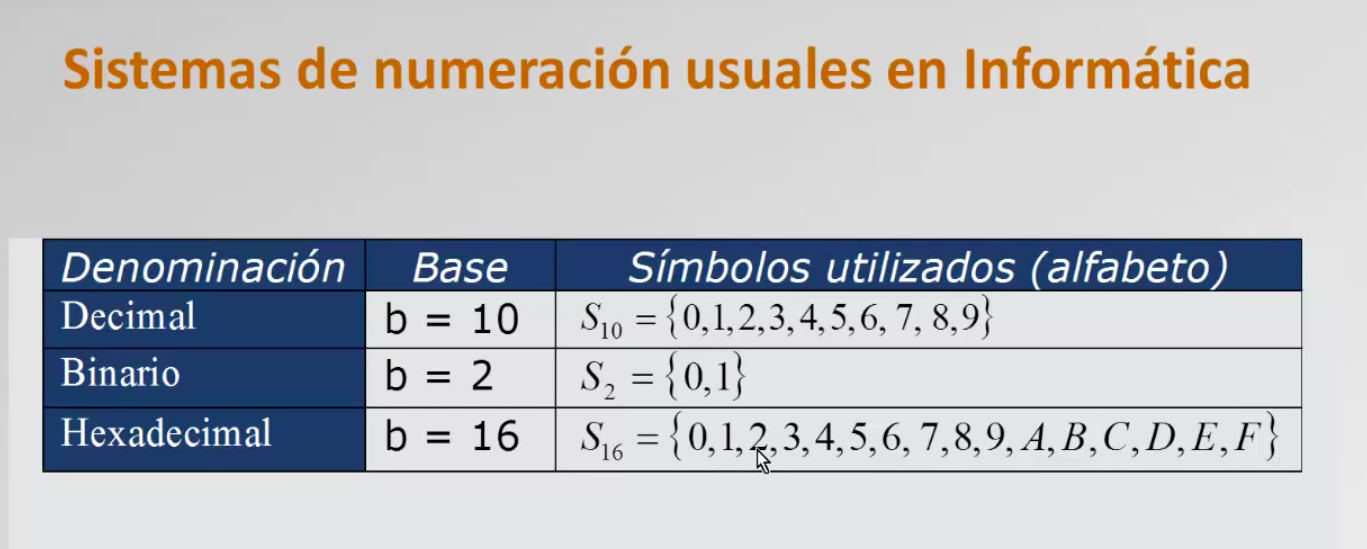 Sistemas de numeración usuales en Informática
Denominación Base Símbolos utilizados (alfabeto)
Decimal b = 10 S₁₀ = {0,1,2,3,4,5,6, 7, 8,9}
Binario b = 2 S₂ = {0,1}
Hexadecimal b = 16 S₁₆ = {0,1,2,3,4,5,6, 7,8,9, A,B,C,D,E,F}